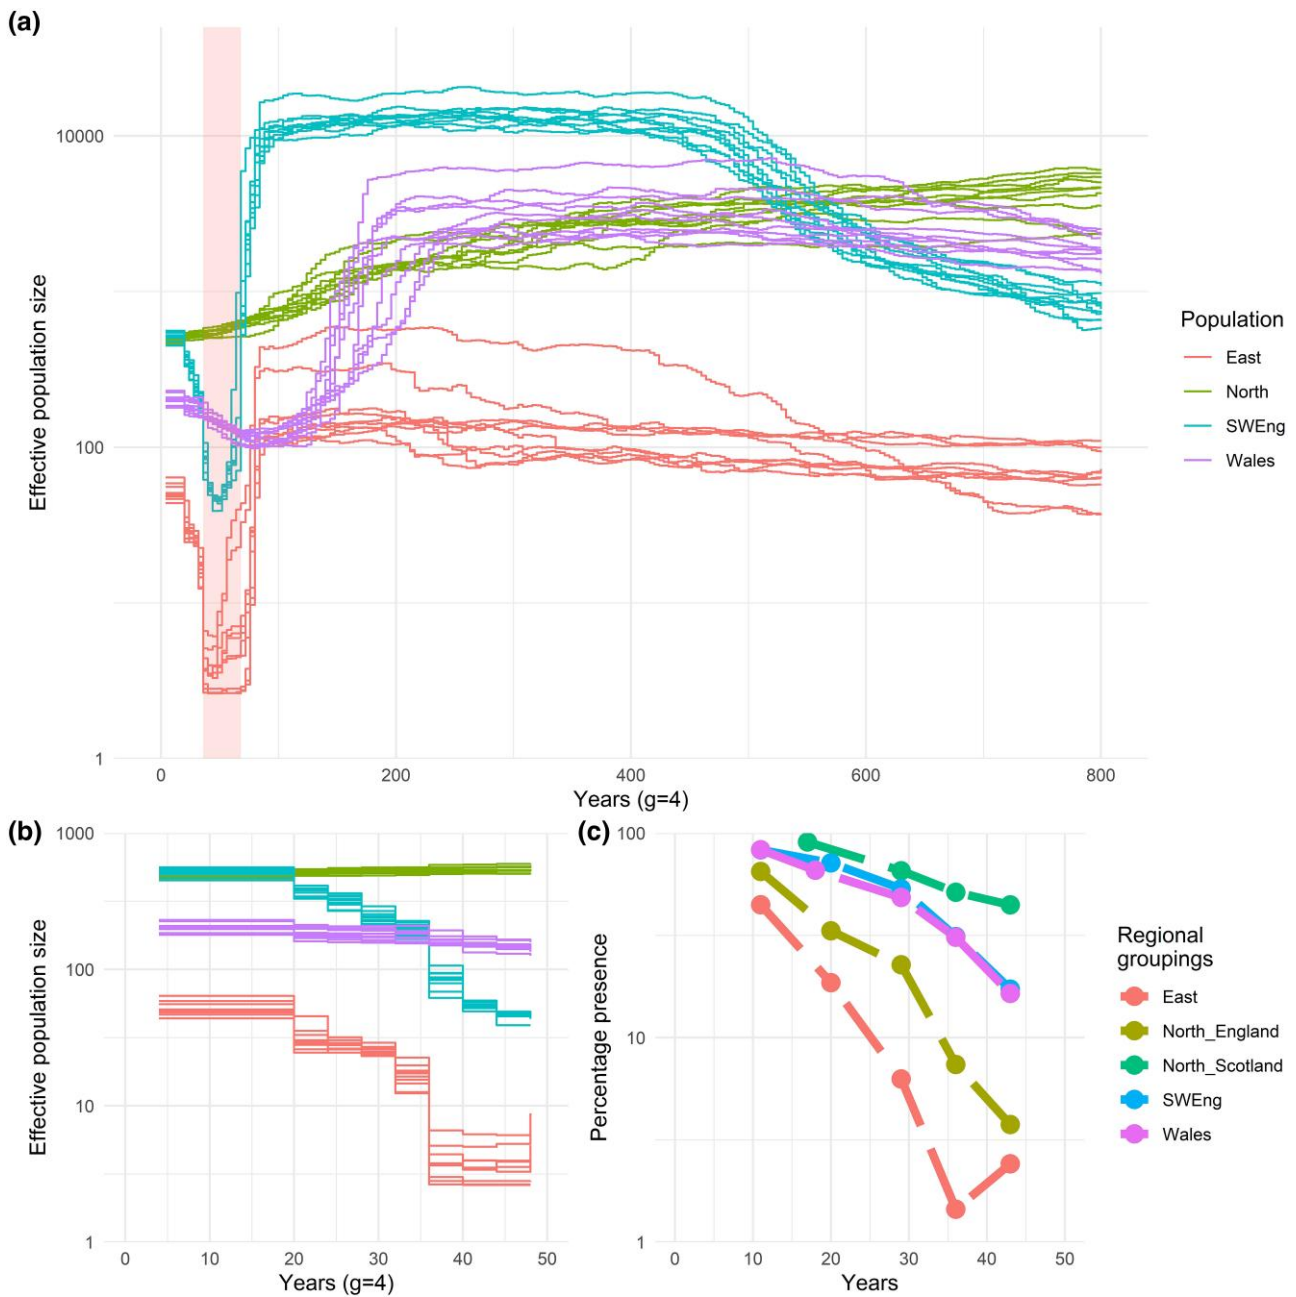 (a)
Effective population size
10000
100
1
0 200 400 600 800
Years (g=4)
Population
East
North
SWEng
Wales
(b)
Effective population size
1000
100
10
1
0 10 20 30 40 50
Years (g=4)
(c)
Percentage presence
100
10
1
0 10 20 30 40 50
Years
Regional
groupings
East
North_England
North_Scotland
SWEng
Wales